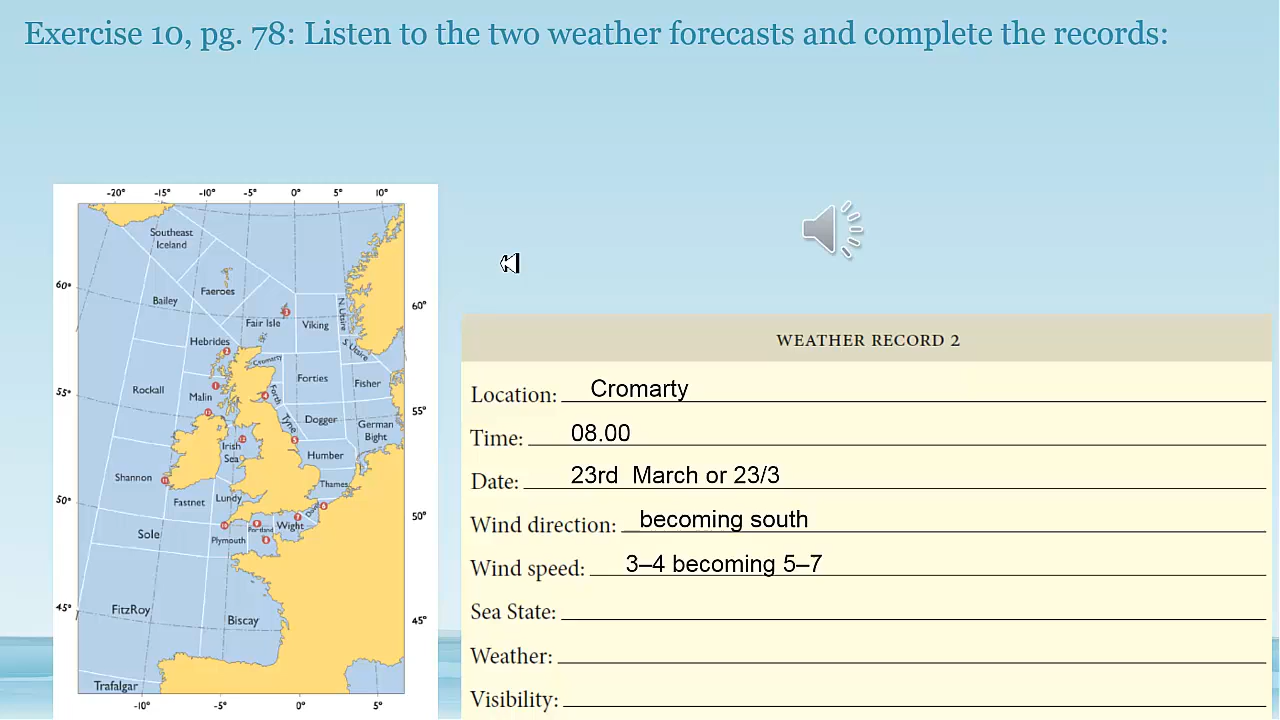 Exercise 10, pg. 78: Listen to the two weather forecasts and complete the records:
-20° -15° -10° -5° 0° 5° 10°
Southeast
Iceland
60°
Faeroes
Bailey
60°
N. Utsire
Fair Isle
Viking
Hebrides
S Utsire
Cromarty
Forties
Fisher
Rockall
55°
Malin
Forth
55°
Tyne
Dogger
German
Bight
Irish
Sea
Humber
Shannon
Thames
50°
Fastnet
Lundy
Dover
50°
Portland
Wight
Sole
Plymouth
45°
FitzRoy
Biscay
45°
Trafalgar
-10° -5° 0° 5°
WEATHER RECORD 2
Location: Cromarty
Time: 08.00
Date: 23rd March or 23/3
Wind direction: becoming south
Wind speed: 3–4 becoming 5–7
Sea State:
Weather:
Visibility: